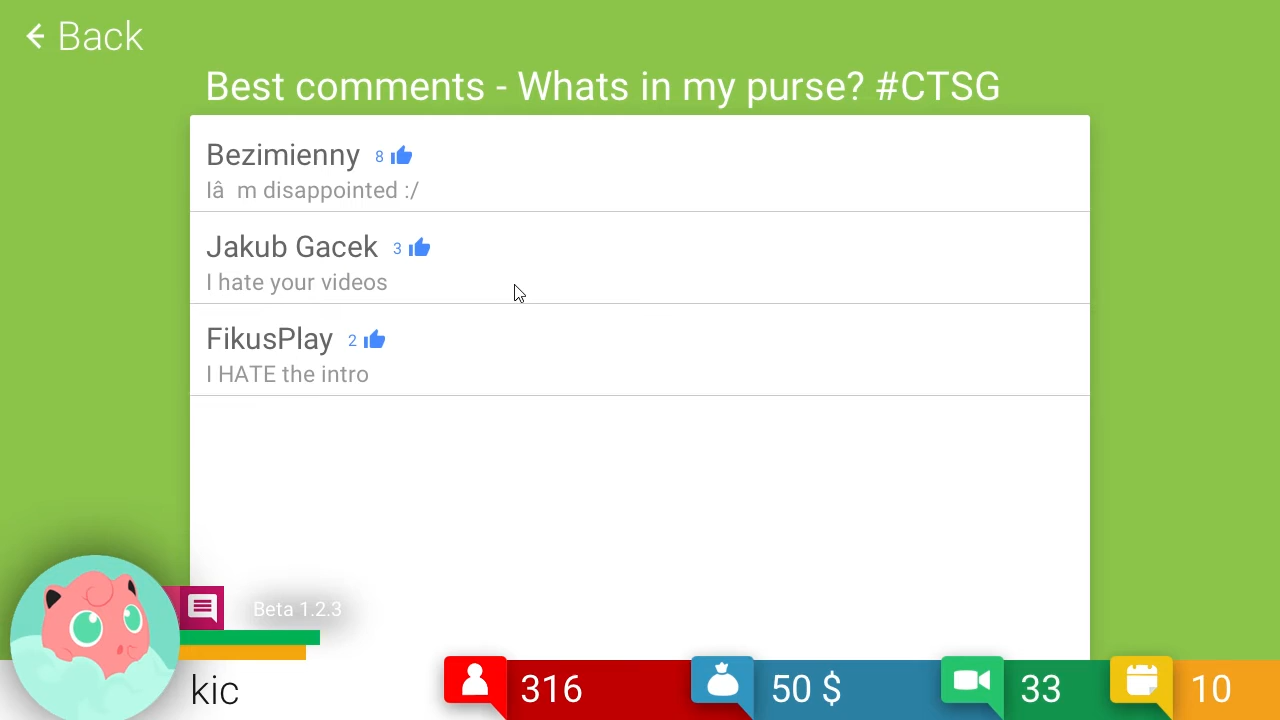 Back
Best comments - Whats in my purse? #CTSG
Bezimienny 8
Iâ  m disappointed :/
Jakub Gacek 3
I hate your videos
FikusPlay 2
I HATE the intro
Beta 1.2.3
kic 316 50 $ 33 10